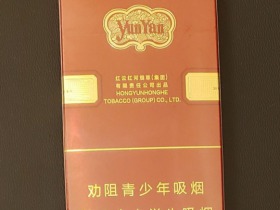 YunYan
红云红河烟草(集团)
有限责任公司出品
HONGYUNHONGHE
TOBACCO (GROUP) CO., LTD.
劝阻青少年吸烟